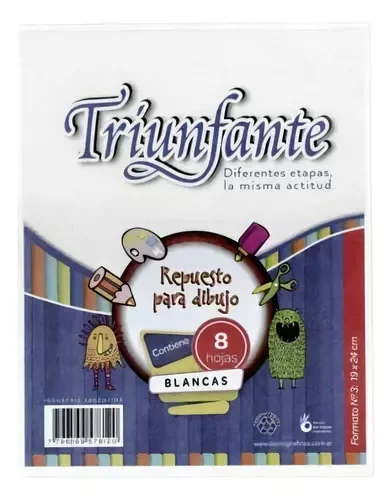 Triunfante
Diferentes etapas,
la misma actitud.
Repuesto
para dibujo
Contiene
8
hojas
BLANCAS
Formato Nº 3: 19 x 24 cm
INDUSTRIA ARGENTINA